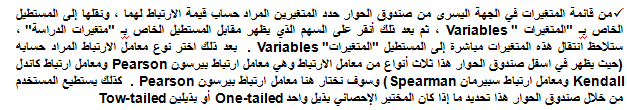 ✓من قائمة المتغيرات في الجهة اليسرى من صندوق الحوار حدد المتغيرين المراد حساب قيمة الارتباط لهما ، ونقلها إلى المستطيل
الخاص بـ "المتغيرات " Variables ، ثم بعد ذلك أنقر على السهم الذي يظهر مقابل المستطيل الخاص بـ "متغيرات الدراسة" ،
ستلاحظ انتقال هذه المتغيرات مباشرة إلى المستطيل "المتغيرات" Variables . بعد ذلك اختر نوع معامل الارتباط المراد حسابه
(حيث يظهر في اسفل صندوق الحوار هذا ثلاث أنواع من معامل الارتباط وهي معامل ارتباط بيرسون Pearson ومعامل ارتباط كاندل
Kendall ومعامل ارتباط سبيرمان Spearman) وسوف نختار هنا معامل ارتباط بيرسون Pearson . كذلك يستطيع المستخدم
من خلال صندوق الحوار هذا تحديد ما إذا كان المختبر الإحصائي بذيل واحد One-tailed أو بذيلين Tow-tailed